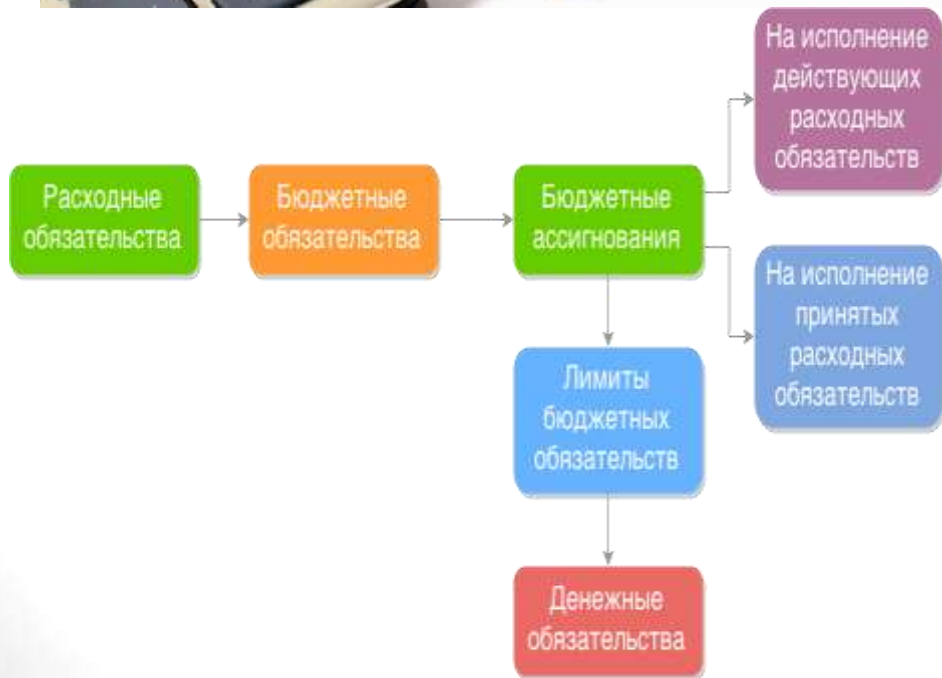 Расходные
обязательства
Бюджетные
обязательства
Бюджетные
ассигнования
На исполнение
действующих
расходных
обязательств
На исполнение
принятых
расходных
обязательств
Лимиты
бюджетных
обязательств
Денежные
обязательства